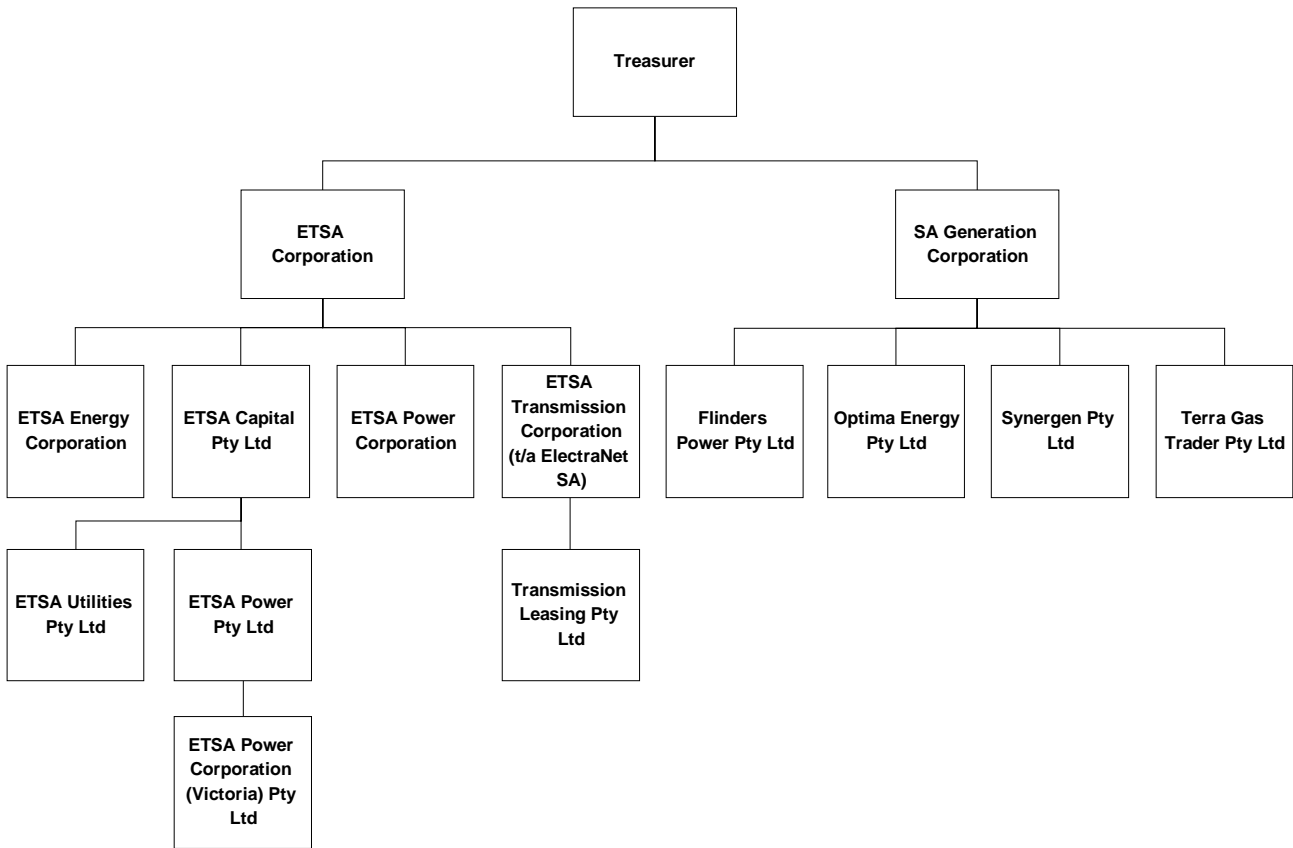 Treasurer
ETSA
Corporation
SA Generation
Corporation
ETSA Energy
Corporation
ETSA Capital
Pty Ltd
ETSA Power
Corporation
ETSA
Transmission
Corporation
(t/a ElectraNet
SA)
Flinders
Power Pty Ltd
Optima Energy
Pty Ltd
Synergen Pty
Ltd
Terra Gas
Trader Pty Ltd
ETSA Utilities
Pty Ltd
ETSA Power
Pty Ltd
Transmission
Leasing Pty
Ltd
ETSA Power
Corporation
(Victoria) Pty
Ltd